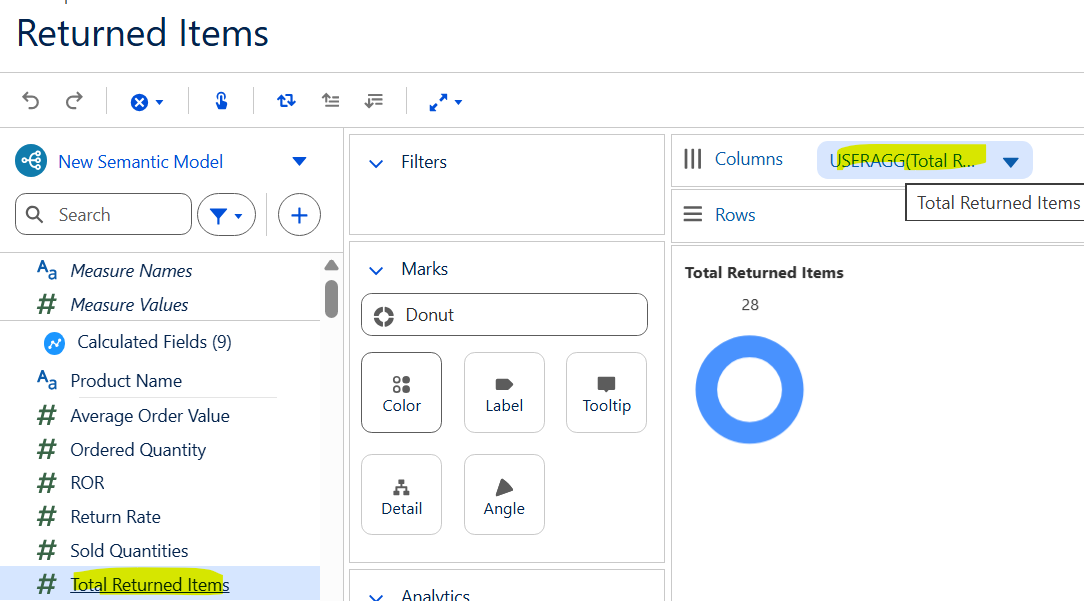 Returned Items
New Semantic Model
Search
Measure Names
Measure Values
Calculated Fields (9)
Product Name
Average Order Value
Ordered Quantity
ROR
Return Rate
Sold Quantities
Total Returned Items
Filters
Marks
Donut
Color
Label
Tooltip
Detail
Angle
Analytics
Columns
USERAGG(Total R...
Total Returned Items
Rows
Total Returned Items
28